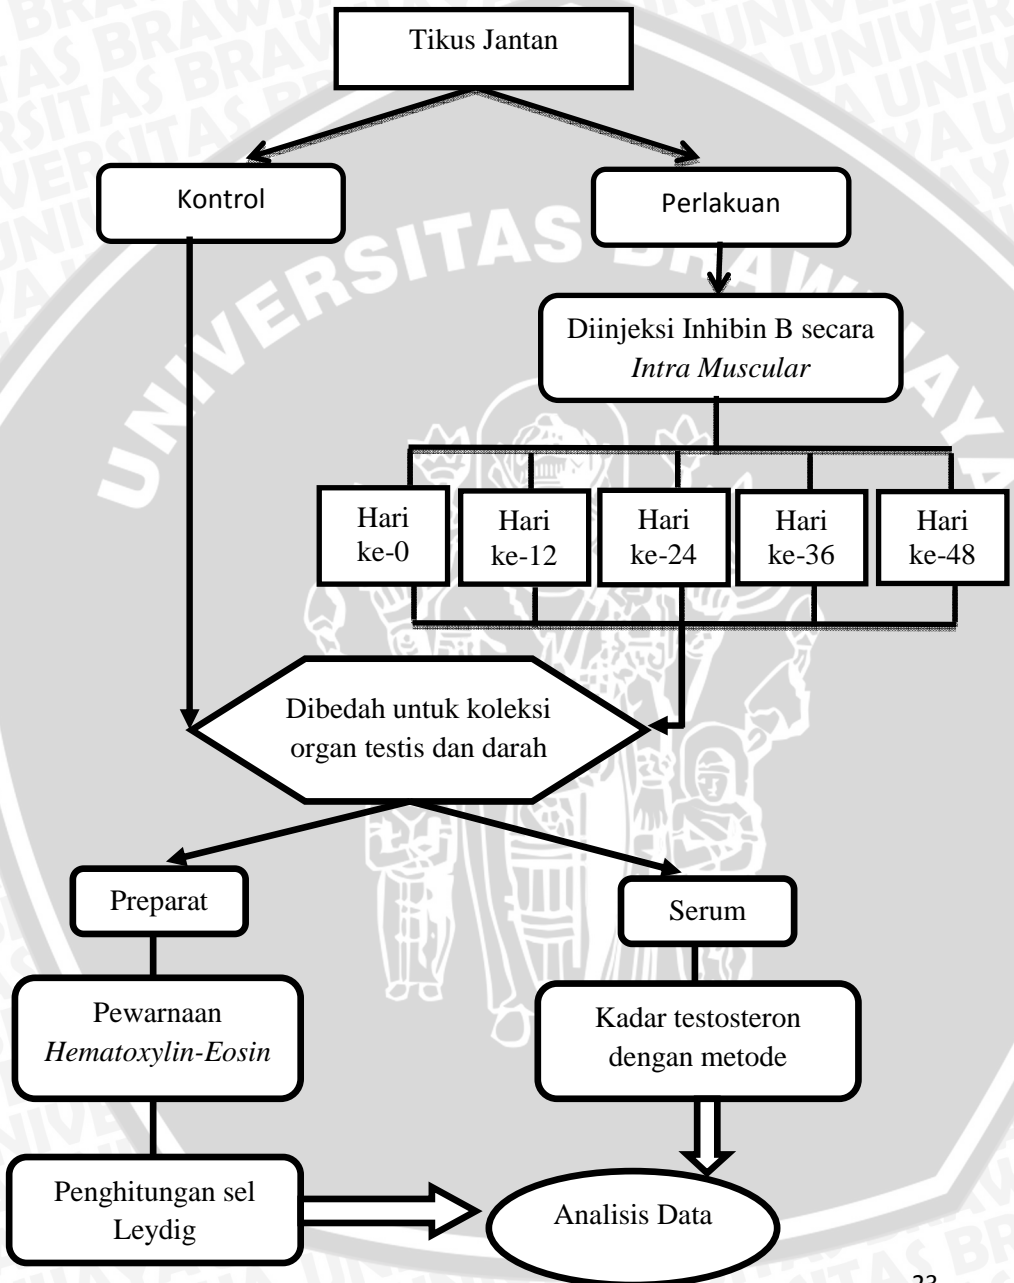 Tikus Jantan
Kontrol
Perlakuan
UNIVERSITAS BRAWIJAYA
Diinjeksi Inhibin B secara
Intra Muscular
Hari
ke-0
Hari
ke-12
Hari
ke-24
Hari
ke-36
Hari
ke-48
Dibedah untuk koleksi
organ testis dan darah
Preparat
Serum
Pewarnaan
Hematoxylin-Eosin
Kadar testosteron
dengan metode
Penghitungan sel
Leydig
Analisis Data